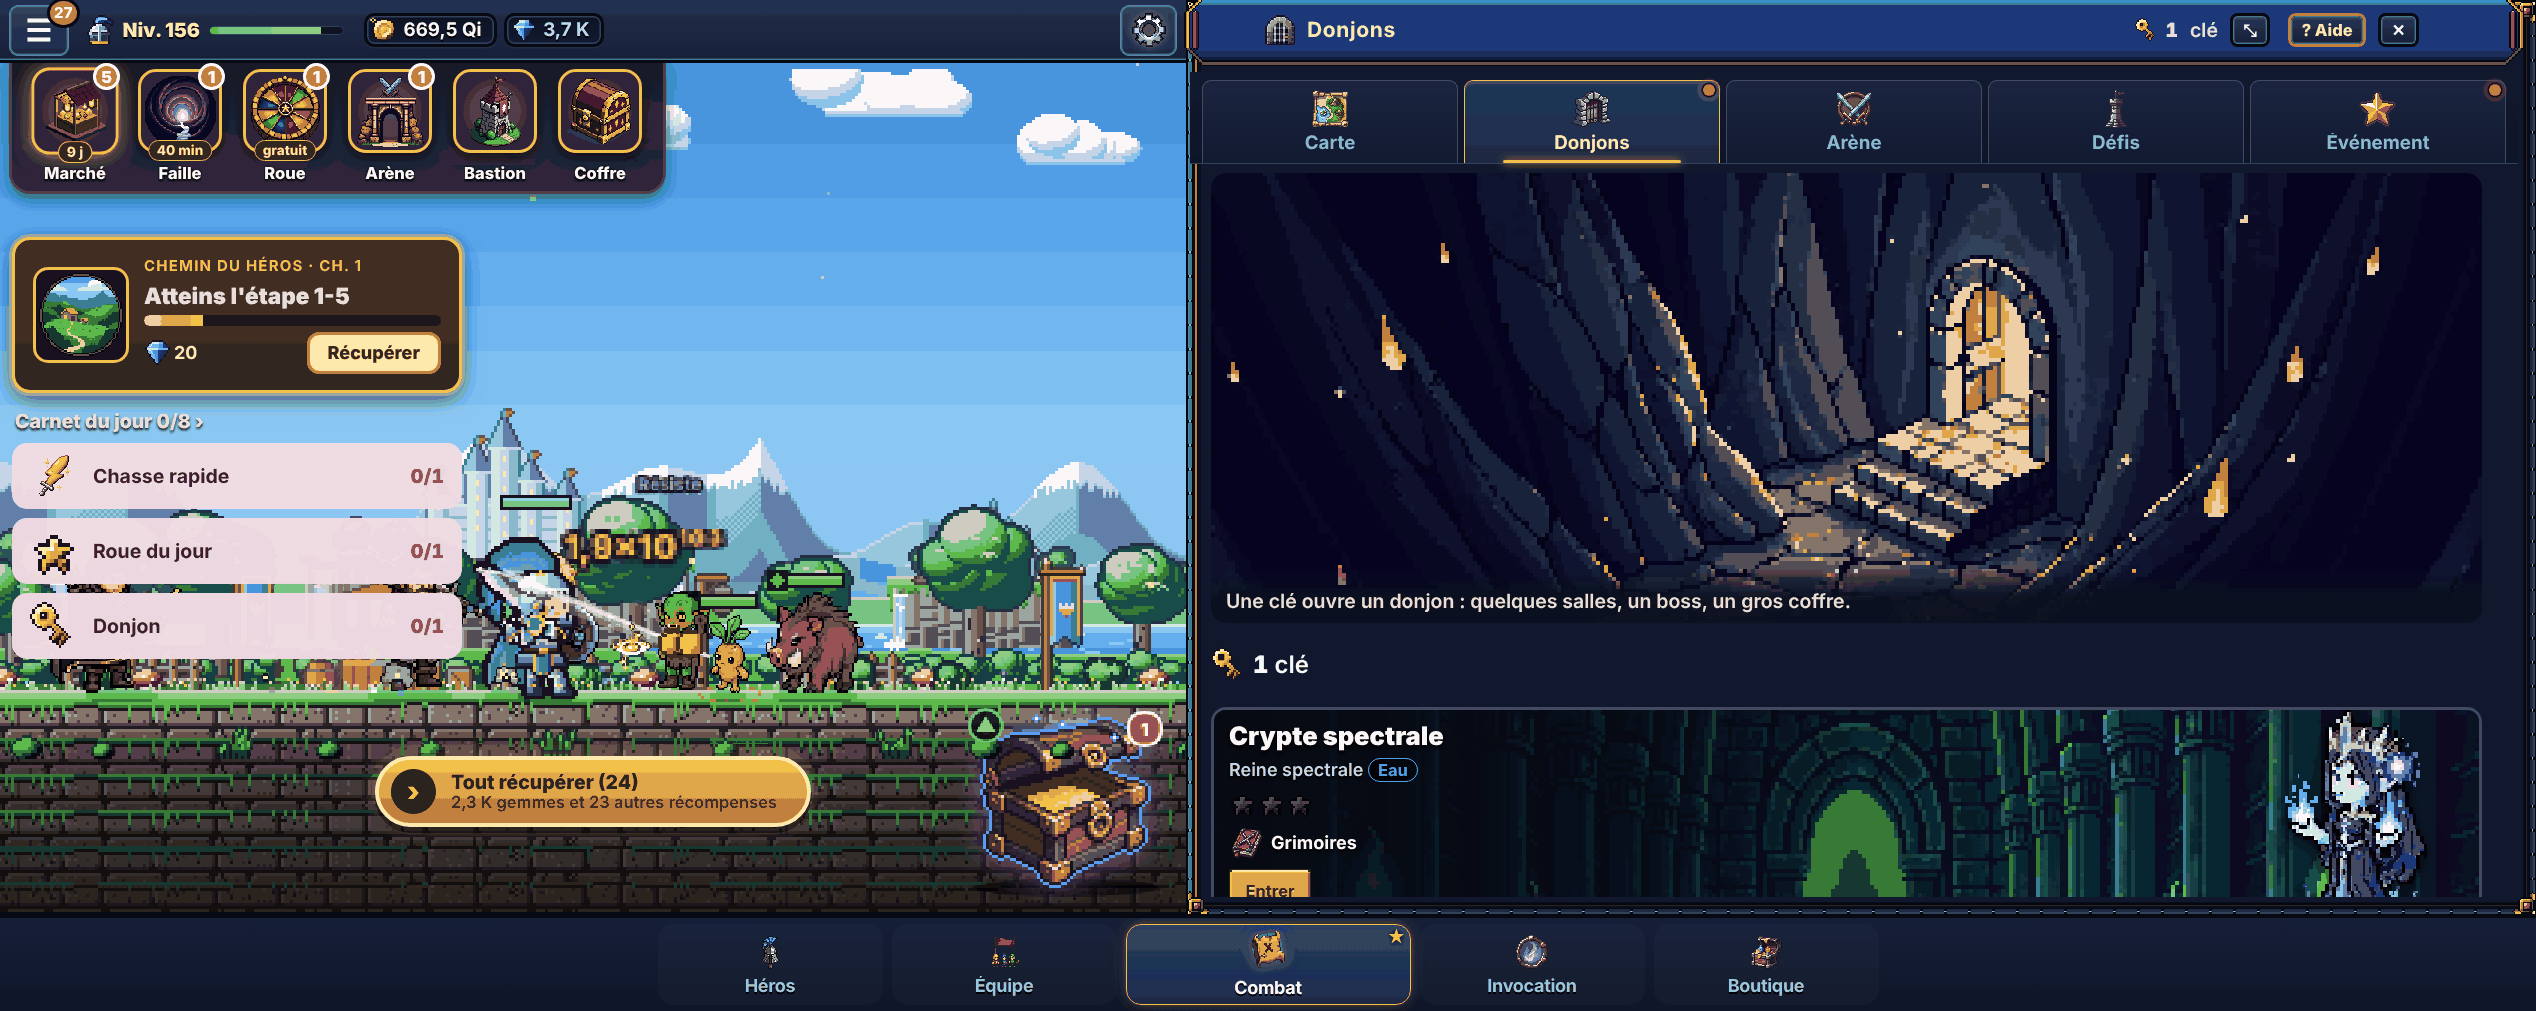 27
Niv. 156
669,5 Qi
3,7 K
5
9 j
Marché
1
40 min
Faille
1
gratuit
Roue
1
Arène
Bastion
Coffre
CHEMIN DU HÉROS · CH. 1
Atteins l'étape 1-5
20
Récupérer
Carnet du jour 0/8 ›
Chasse rapide 0/1
Roue du jour 0/1
Donjon 0/1
Résiste
1
Tout récupérer (24)
2,3 K gemmes et 23 autres récompenses
Donjons
1 clé
? Aide
Carte
Donjons
Arène
Défis
Événement
Une clé ouvre un donjon : quelques salles, un boss, un gros coffre.
1 clé
Crypte spectrale
Reine spectrale Eau
Grimoires
Entrer
Héros
Équipe
Combat
Invocation
Boutique